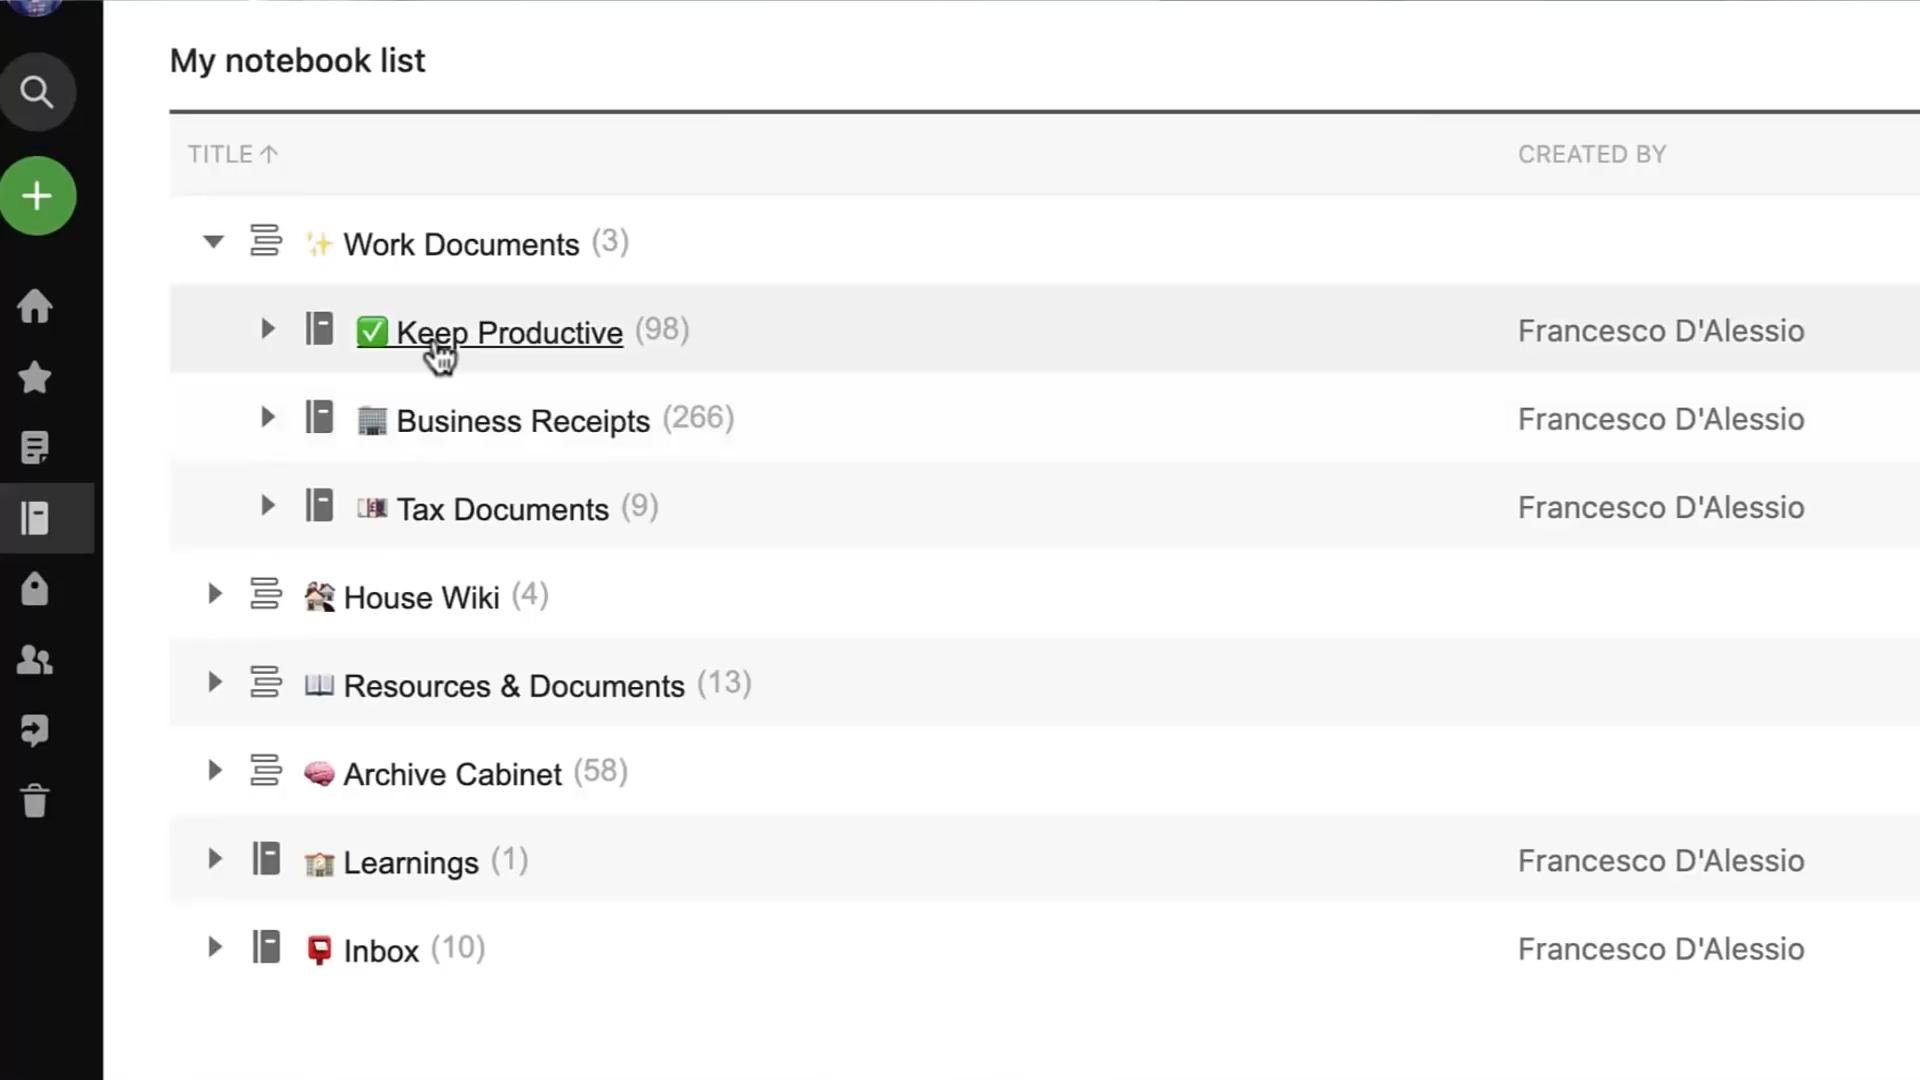 My notebook list
TITLE ↑ CREATED BY
✨ Work Documents (3)
✅ Keep Productive (98) Francesco D'Alessio
🏢 Business Receipts (266) Francesco D'Alessio
💷 Tax Documents (9) Francesco D'Alessio
🏘️ House Wiki (4)
📖 Resources & Documents (13)
🧠 Archive Cabinet (58)
🏫 Learnings (1) Francesco D'Alessio
📮 Inbox (10) Francesco D'Alessio